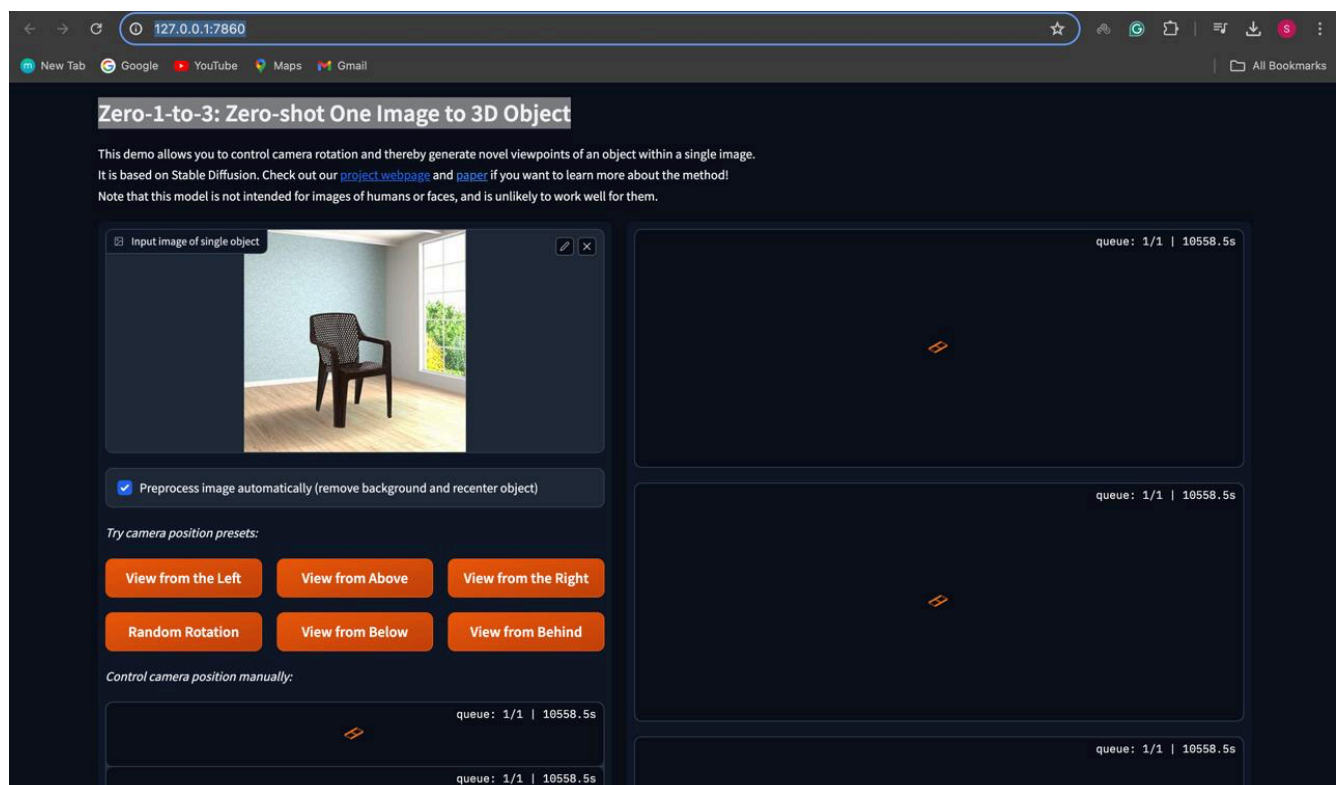 127.0.0.1:7860
S
New Tab
Google
YouTube
Maps
Gmail
All Bookmarks
Zero-1-to-3: Zero-shot One Image to 3D Object
This demo allows you to control camera rotation and thereby generate novel viewpoints of an object within a single image.
It is based on Stable Diffusion. Check out our project webpage and paper if you want to learn more about the method!
Note that this model is not intended for images of humans or faces, and is unlikely to work well for them.
Input image of single object
Preprocess image automatically (remove background and recenter object)
Try camera position presets:
View from the Left
View from Above
View from the Right
Random Rotation
View from Below
View from Behind
Control camera position manually:
queue: 1/1 | 10558.5s
queue: 1/1 | 10558.5s
queue: 1/1 | 10558.5s
queue: 1/1 | 10558.5s
queue: 1/1 | 10558.5s